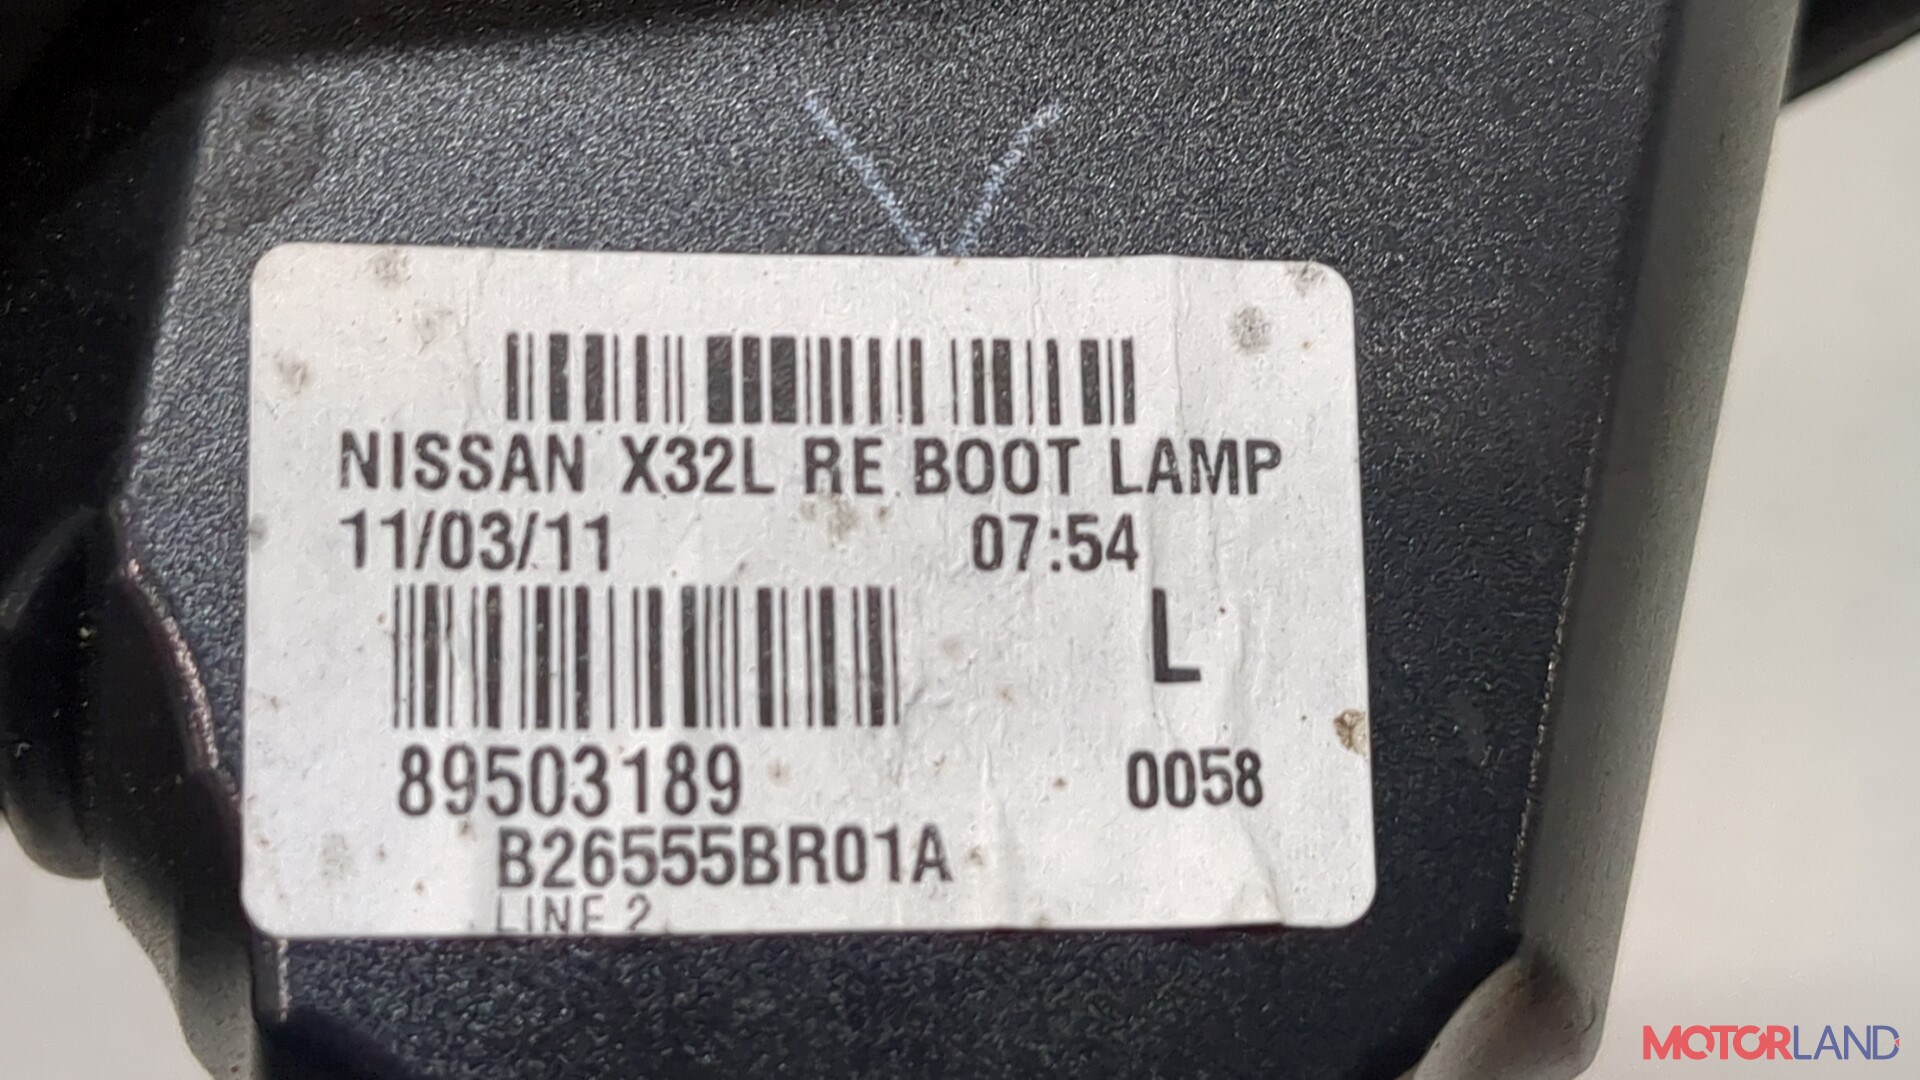 NISSAN X32L RE BOOT LAMP
11/03/11 07:54
L
89503189 0058
B26555BR01A
LINE 2
MOTORLAND